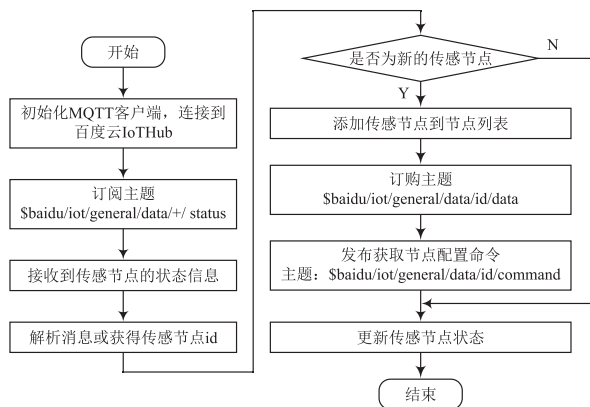 开始
初始化MQTT客户端，连接到
百度云IoTHub
订阅主题
$baidu/iot/general/data/+/ status
接收到传感节点的状态信息
解析消息或获得传感节点id
是否为新的传感节点
N
Y
添加传感节点到节点列表
订购主题
$baidu/iot/general/data/id/data
发布获取节点配置命令
主题：$baidu/iot/general/data/id/command
更新传感节点状态
结束